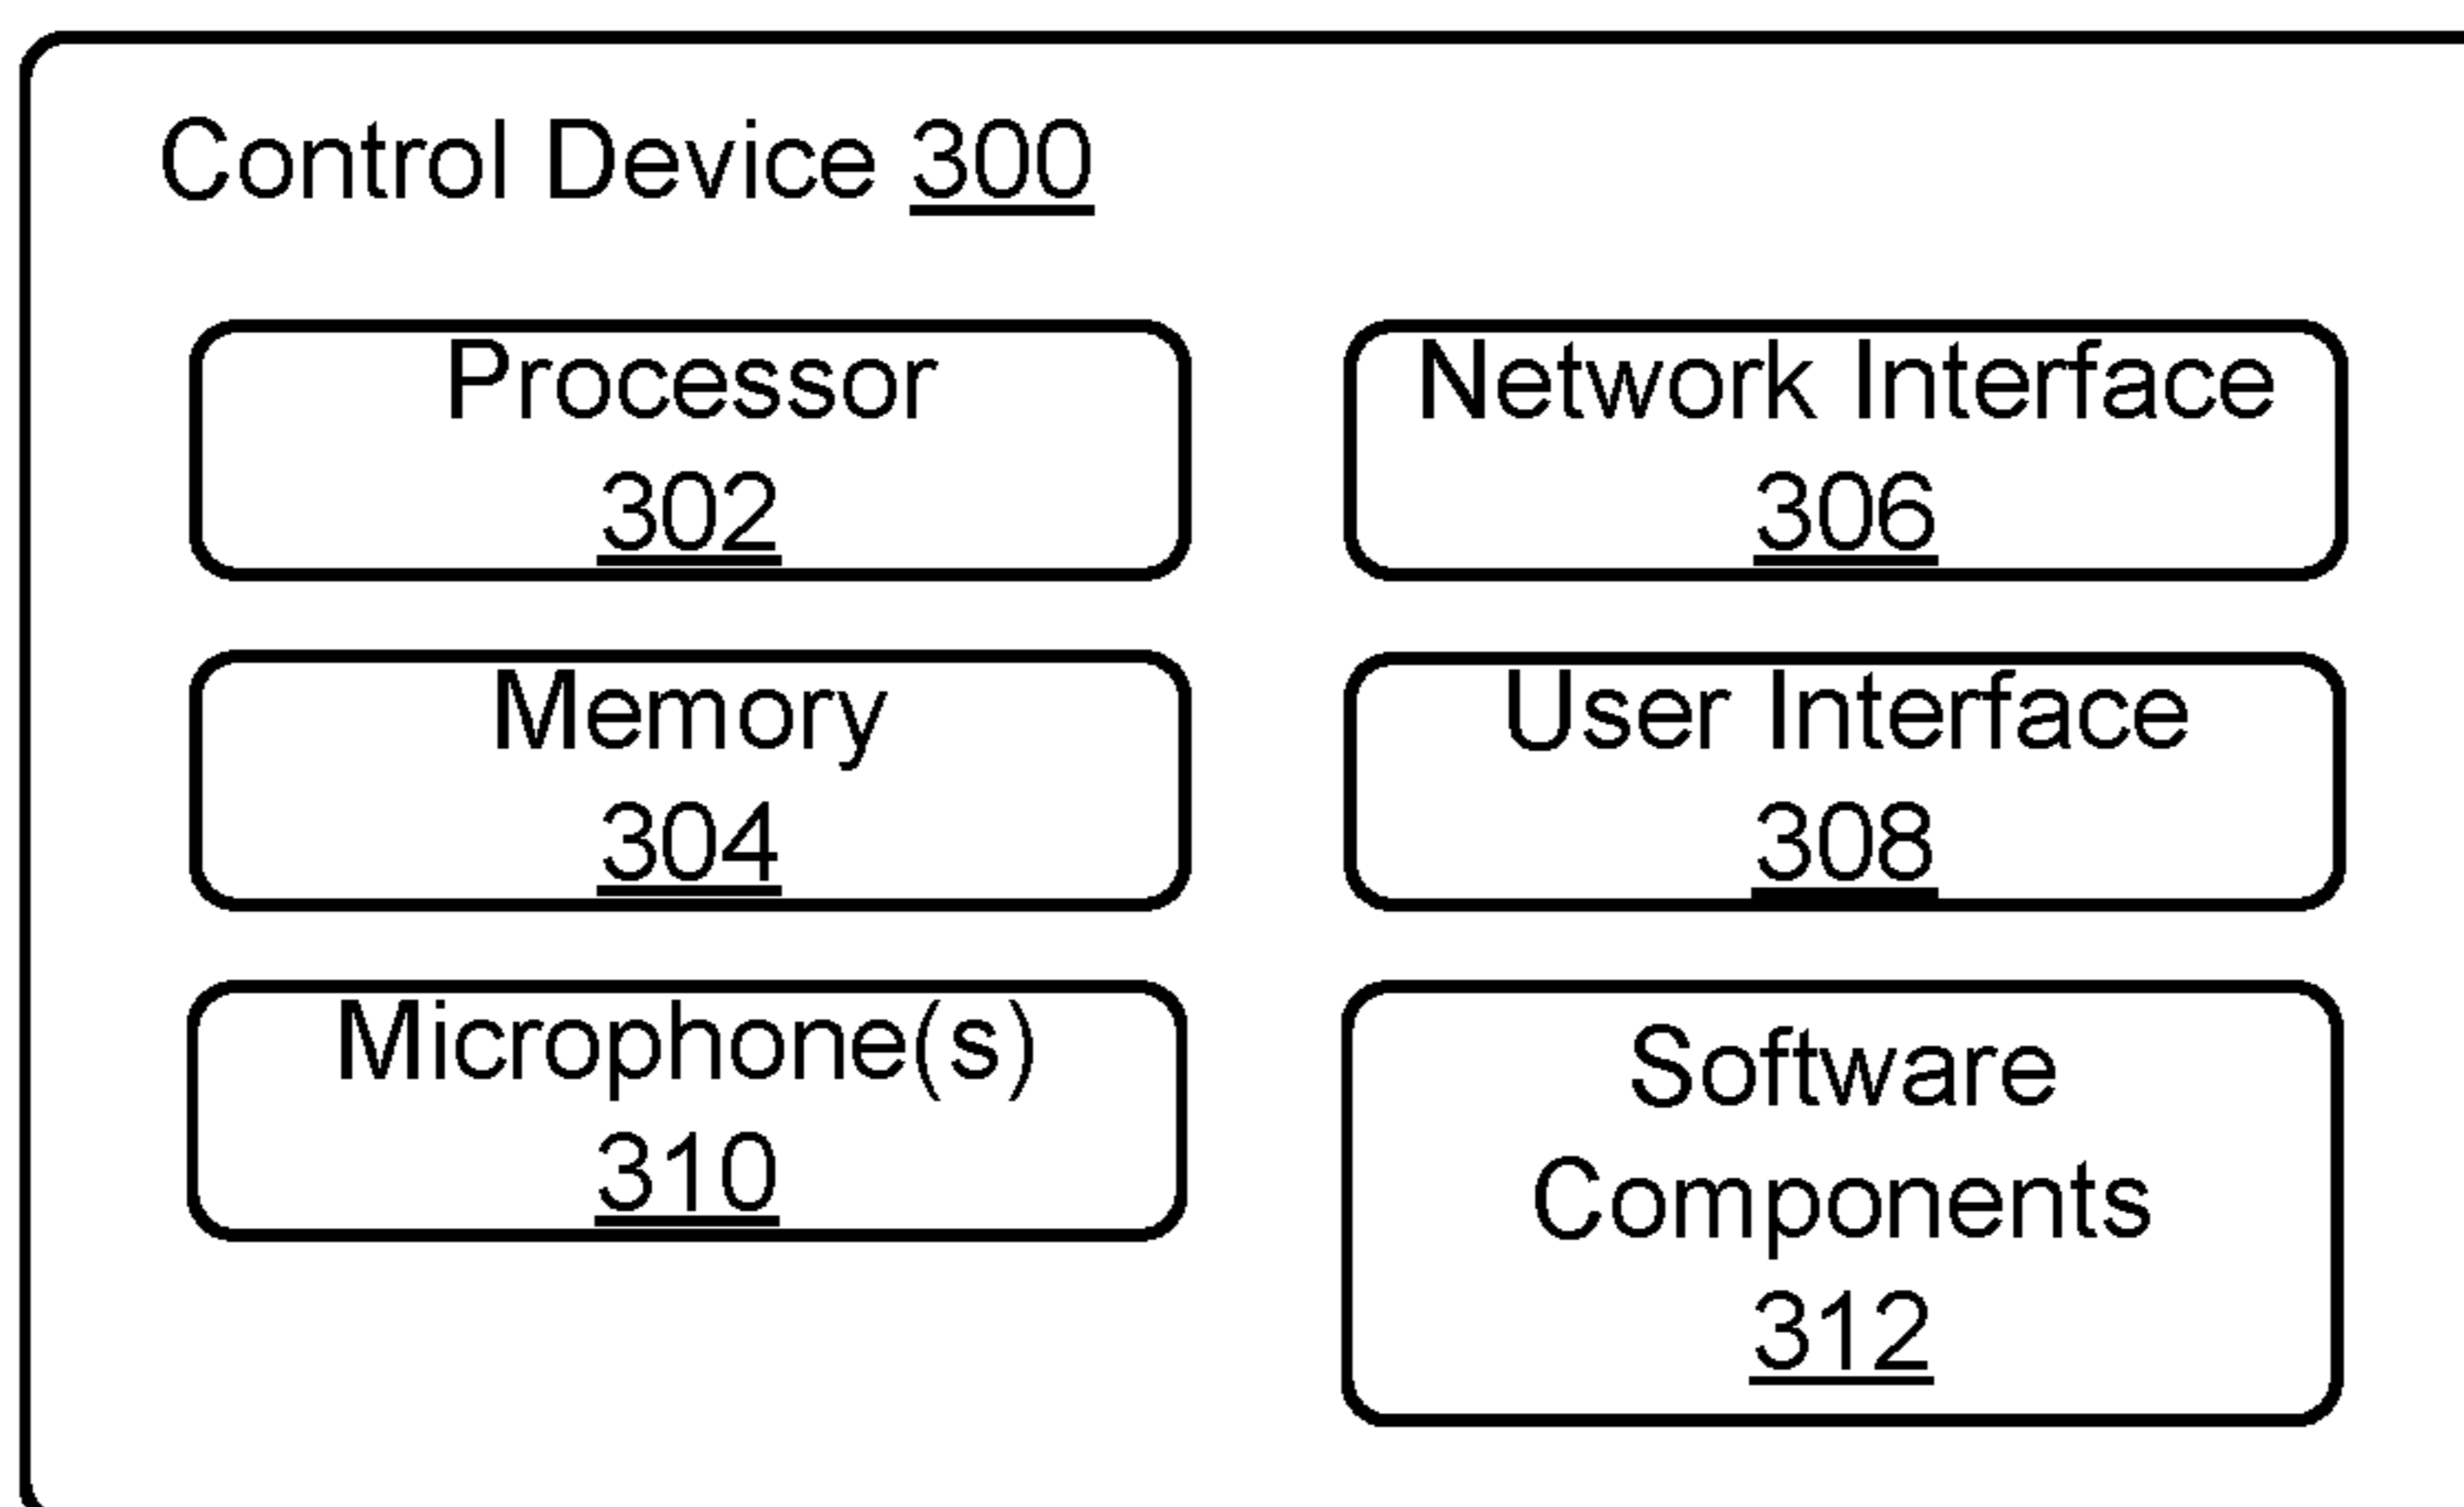 Control Device 300
Processor
302
Network Interface
306
Memory
304
User Interface
308
Microphone(s)
310
Software
Components
312